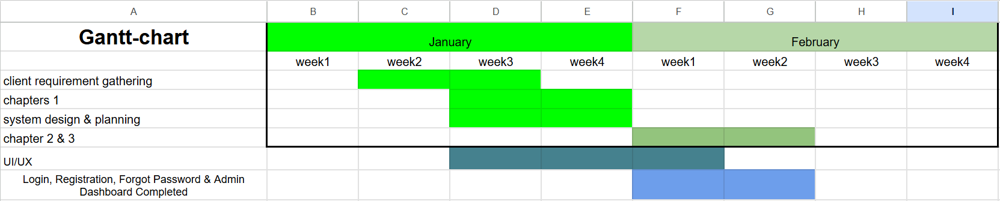 A B C D E F G H I
Gantt-chart January February
week1 week2 week3 week4 week1 week2 week3 week4
client requirement gathering
chapters 1
system design & planning
chapter 2 & 3
UI/UX
Login, Registration, Forgot Password & Admin
Dashboard Completed